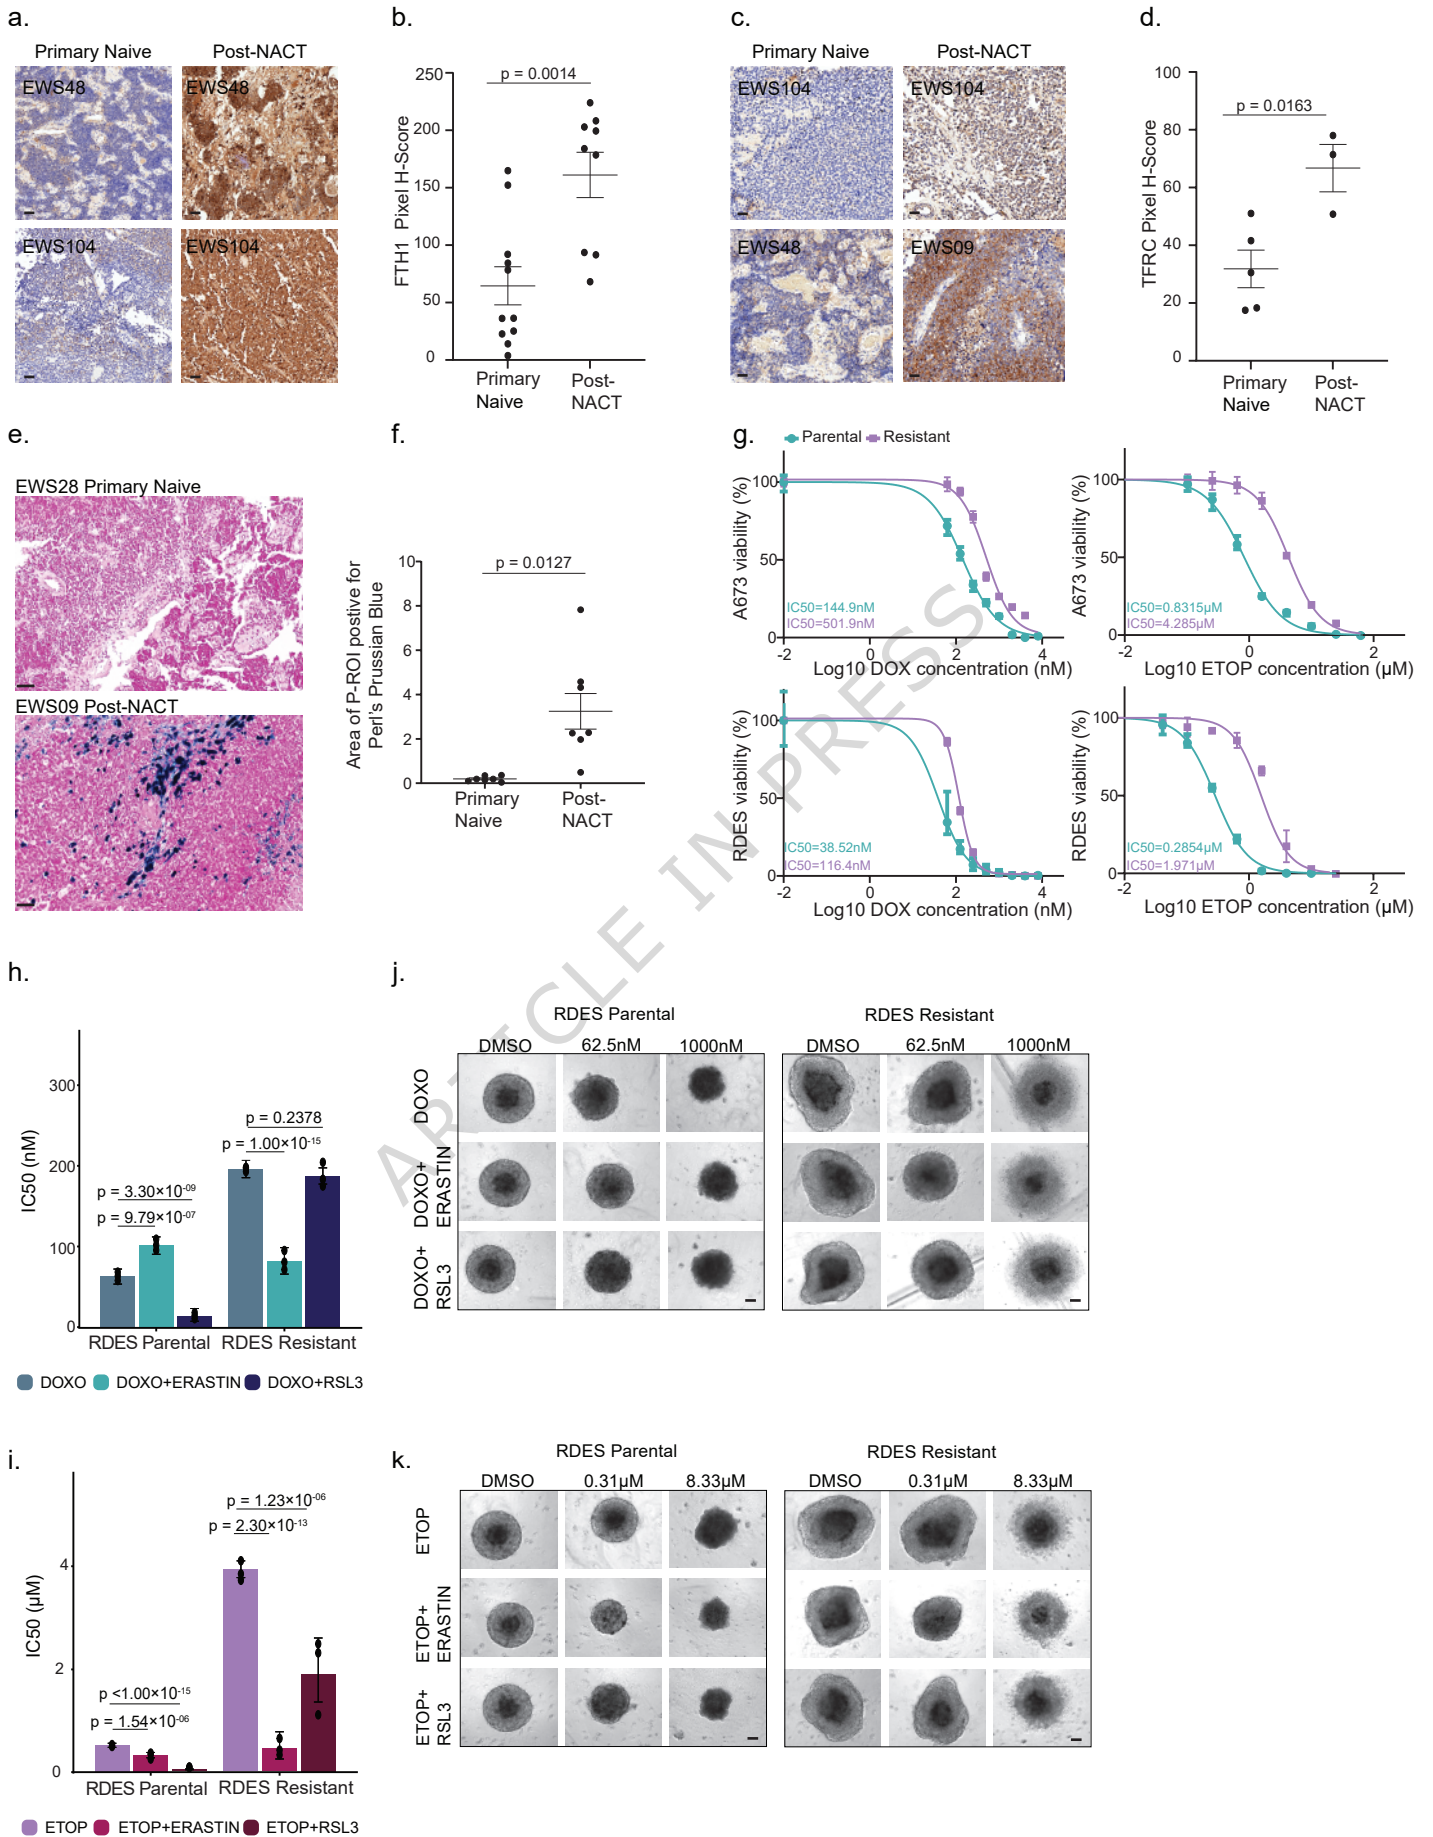 a.
Primary Naive
Post-NACT
EWS48
EWS48
EWS104
EWS104
b.
FTH1 Pixel H-Score
250
200
150
100
50
0
p = 0.0014
Primary
Naive
Post-
NACT
c.
Primary Naive
Post-NACT
EWS104
EWS104
EWS48
EWS09
d.
TFRC Pixel H-Score
100
80
60
40
20
0
p = 0.0163
Primary
Naive
Post-
NACT
e.
EWS28 Primary Naive
EWS09 Post-NACT
f.
Area of P-ROI postive for
Perl's Prussian Blue
10
8
6
4
2
0
p = 0.0127
Primary
Naive
Post-
NACT
g.
Parental
Resistant
A673 viability (%)
100
50
0
IC50=144.9nM
IC50=501.9nM
-2
0
2
4
Log10 DOX concentration (nM)
A673 viability (%)
100
50
0
IC50=0.8315µM
IC50=4.285µM
-2
0
2
Log10 ETOP concentration (µM)
RDES viability (%)
100
50
0
IC50=38.52nM
IC50=116.4nM
-2
0
2
4
Log10 DOX concentration (nM)
RDES viability (%)
100
50
0
IC50=0.2854µM
IC50=1.971µM
-2
0
2
Log10 ETOP concentration (µM)
ARTICLE IN PRESS
h.
IC50 (nM)
300
200
100
0
p = 0.2378
p = 1.00×10-15
p = 3.30×10-09
p = 9.79×10-07
RDES Parental
RDES Resistant
DOXO
DOXO+ERASTIN
DOXO+RSL3
j.
RDES Parental
RDES Resistant
DMSO
62.5nM
1000nM
DMSO
62.5nM
1000nM
DOXO
DOXO+
ERASTIN
DOXO+
RSL3
i.
IC50 (µM)
4
2
0
p = 1.23×10-06
p = 2.30×10-13
p <1.00×10-15
p = 1.54×10-06
RDES Parental
RDES Resistant
ETOP
ETOP+ERASTIN
ETOP+RSL3
k.
RDES Parental
RDES Resistant
DMSO
0.31µM
8.33µM
DMSO
0.31µM
8.33µM
ETOP
ETOP+
ERASTIN
ETOP+
RSL3